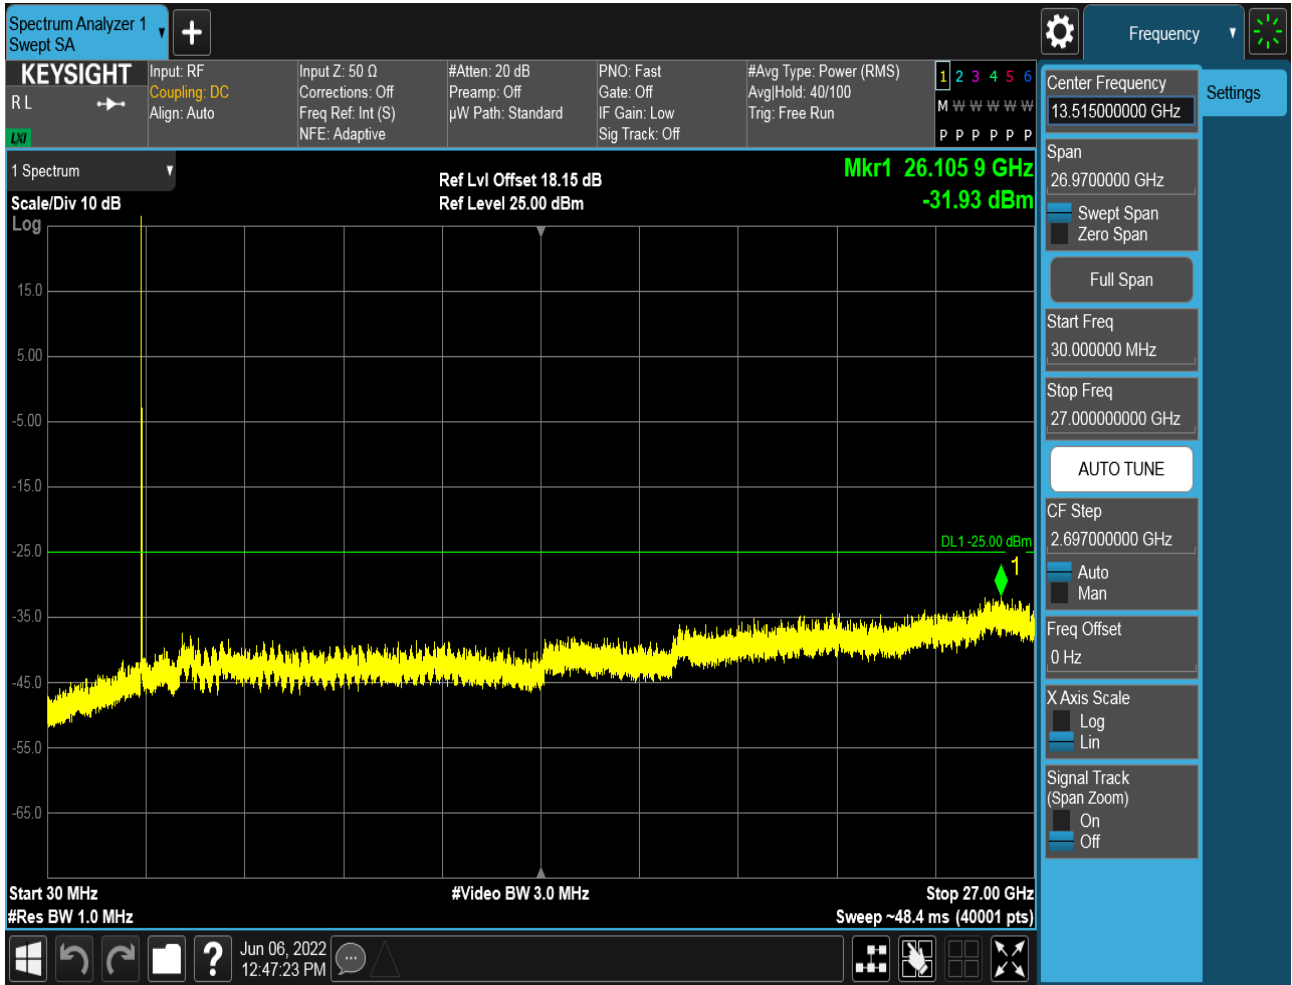 Spectrum Analyzer 1
Swept SA
Frequency
KEYSIGHT
R L
LXI
Input: RF
Coupling: DC
Align: Auto
Input Z: 50 Ω
Corrections: Off
Freq Ref: Int (S)
NFE: Adaptive
#Atten: 20 dB
Preamp: Off
µW Path: Standard
PNO: Fast
Gate: Off
IF Gain: Low
Sig Track: Off
#Avg Type: Power (RMS)
Avg|Hold: 40/100
Trig: Free Run
1 2 3 4 5 6
M W W W W W
P P P P P P
1 Spectrum
Scale/Div 10 dB
Log
Ref Lvl Offset 18.15 dB
Ref Level 25.00 dBm
Mkr1 26.105 9 GHz
-31.93 dBm
15.0
5.00
-5.00
-15.0
-25.0
-35.0
-45.0
-55.0
-65.0
DL1 -25.00 dBm
1
Start 30 MHz
#Res BW 1.0 MHz
#Video BW 3.0 MHz
Stop 27.00 GHz
Sweep ~48.4 ms (40001 pts)
Center Frequency
13.515000000 GHz
Settings
Span
26.9700000 GHz
Swept Span
Zero Span
Full Span
Start Freq
30.000000 MHz
Stop Freq
27.000000000 GHz
AUTO TUNE
CF Step
2.697000000 GHz
Auto
Man
Freq Offset
0 Hz
X Axis Scale
Log
Lin
Signal Track
(Span Zoom)
On
Off
?
Jun 06, 2022
12:47:23 PM